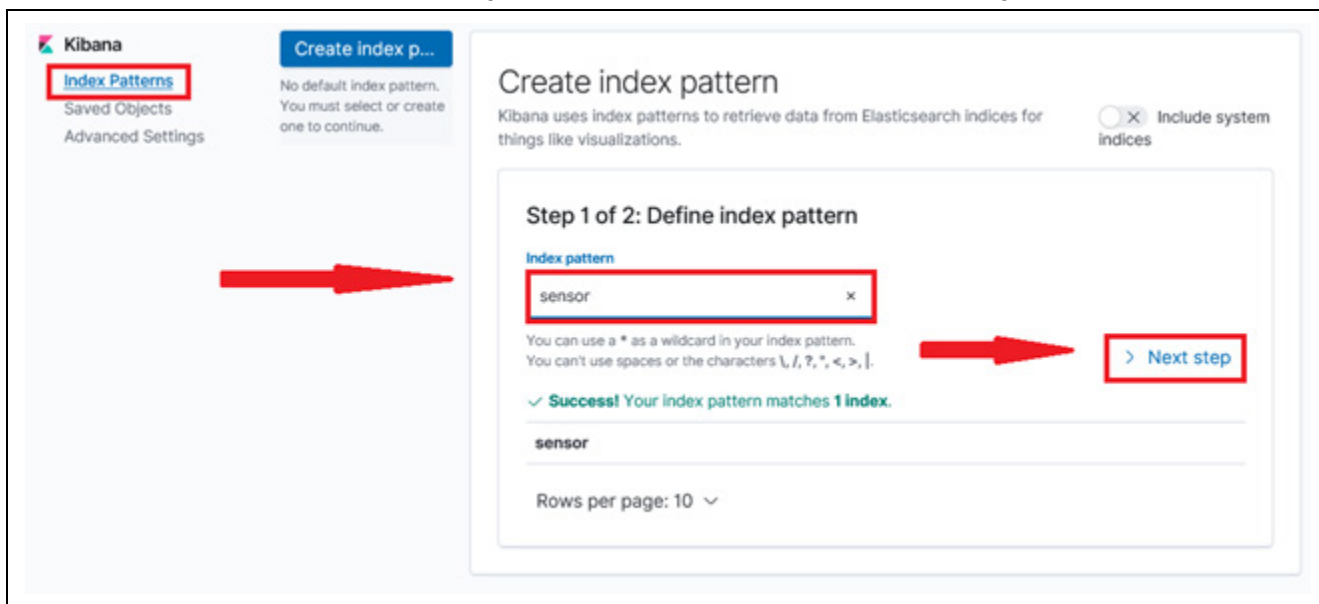 Kibana
Index Patterns
Saved Objects
Advanced Settings
Create index p...
No default index pattern.
You must select or create
one to continue.
Create index pattern
Kibana uses index patterns to retrieve data from Elasticsearch indices for
things like visualizations.
Include system
indices
Step 1 of 2: Define index pattern
Index pattern
sensor ×
You can use a * as a wildcard in your index pattern.
You can't use spaces or the characters \, /, ?, ", <, >, |.
> Next step
✓ Success! Your index pattern matches 1 index.
sensor
Rows per page: 10